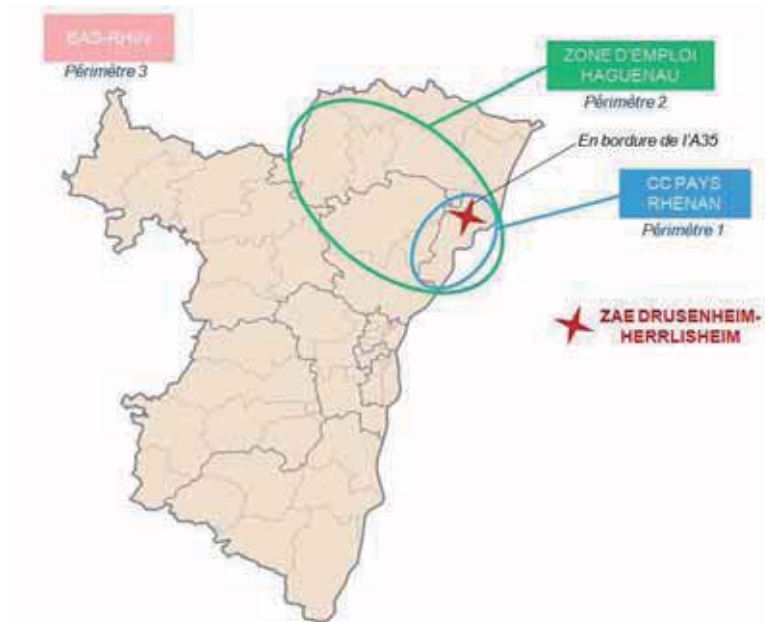 BAS-RHIN
Périmètre 3
ZONE D'EMPLOI
HAGUENAU
Périmètre 2
En bordure de l'A35
CC PAYS
RHENAN
Périmètre 1
ZAE DRUSENHEIM-
HERRLISHEIM